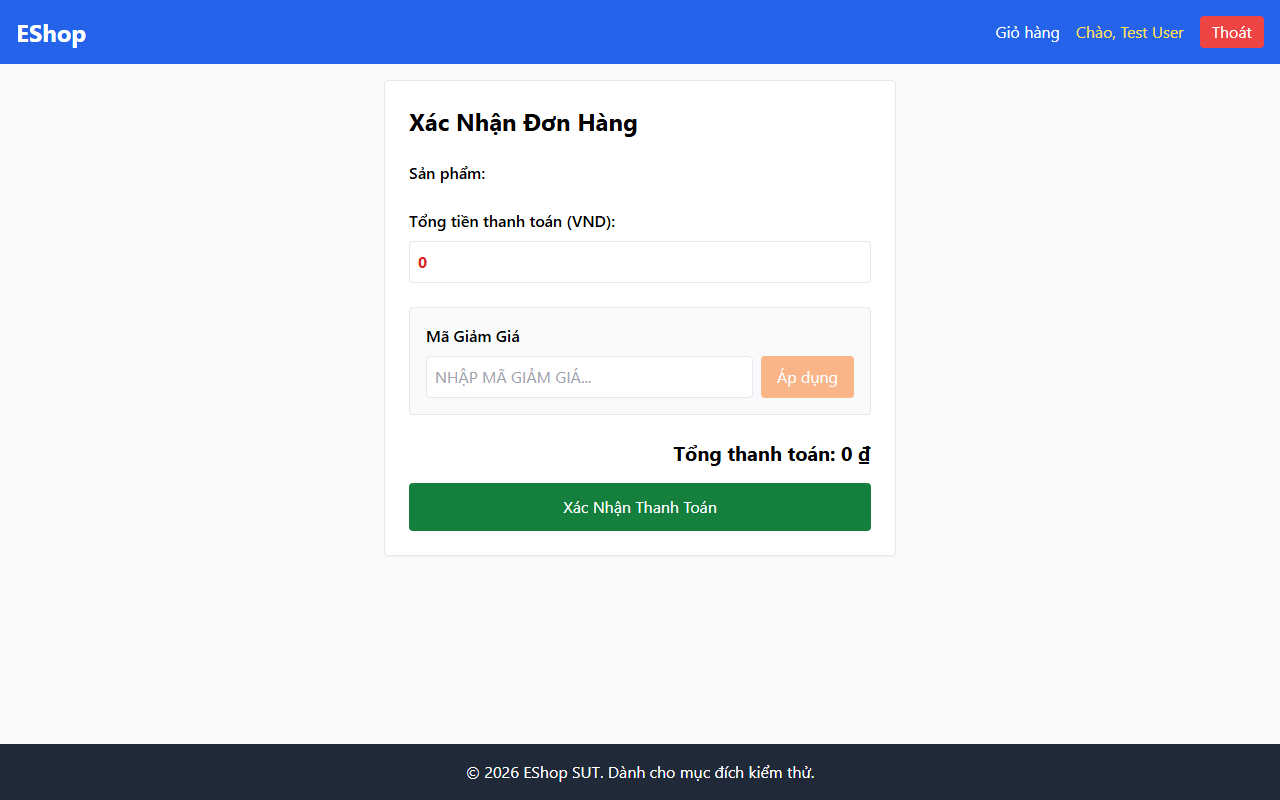 EShop
Giỏ hàng
Chào, Test User
Thoát
Xác Nhận Đơn Hàng
Sản phẩm:
Tổng tiền thanh toán (VND):
0
Mã Giảm Giá
NHẬP MÃ GIẢM GIÁ...
Áp dụng
Tổng thanh toán: 0 ₫
Xác Nhận Thanh Toán
© 2026 EShop SUT. Dành cho mục đích kiểm thử.